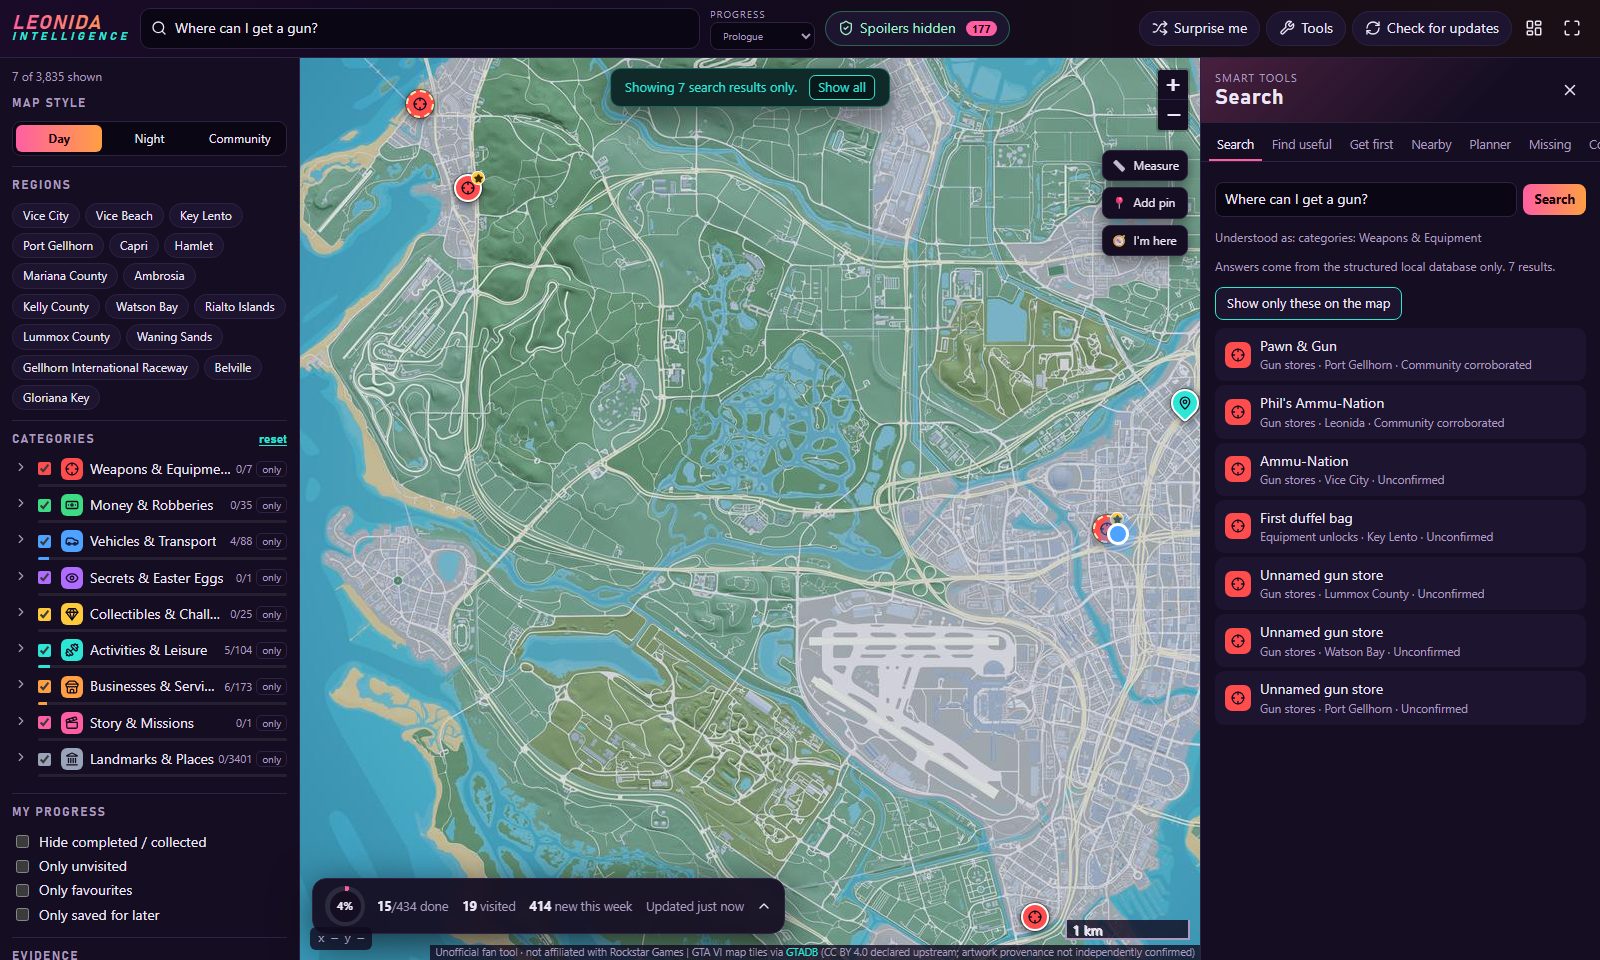 LEONIDA
INTELLIGENCE
Where can I get a gun?
PROGRESS
Prologue
Spoilers hidden 177
Surprise me
Tools
Check for updates
7 of 3,835 shown
MAP STYLE
Day Night Community
REGIONS
Vice City Vice Beach Key Lento
Port Gellhorn Capri Hamlet
Mariana County Ambrosia
Kelly County Watson Bay Rialto Islands
Lummox County Waning Sands
Gellhorn International Raceway Belville
Gloriana Key
CATEGORIES reset
Weapons & Equipme... 0/7 only
Money & Robberies 0/35 only
Vehicles & Transport 4/88 only
Secrets & Easter Eggs 0/1 only
Collectibles & Chall... 0/25 only
Activities & Leisure 5/104 only
Businesses & Servi... 6/173 only
Story & Missions 0/1 only
Landmarks & Places 0/3401 only
MY PROGRESS
Hide completed / collected
Only unvisited
Only favourites
Only saved for later
EVIDENCE
Showing 7 search results only. Show all
+
−
Measure
Add pin
I'm here
4% 15/434 done 19 visited 414 new this week Updated just now
x – y –
1 km
Unofficial fan tool · not affiliated with Rockstar Games | GTA VI map tiles via GTADB (CC BY 4.0 declared upstream; artwork provenance not independently confirmed)
SMART TOOLS
Search
Search Find useful Get first Nearby Planner Missing Co
Where can I get a gun? Search
Understood as: categories: Weapons & Equipment
Answers come from the structured local database only. 7 results.
Show only these on the map
Pawn & Gun
Gun stores · Port Gellhorn · Community corroborated
Phil's Ammu-Nation
Gun stores · Leonida · Community corroborated
Ammu-Nation
Gun stores · Vice City · Unconfirmed
First duffel bag
Equipment unlocks · Key Lento · Unconfirmed
Unnamed gun store
Gun stores · Lummox County · Unconfirmed
Unnamed gun store
Gun stores · Watson Bay · Unconfirmed
Unnamed gun store
Gun stores · Port Gellhorn · Unconfirmed